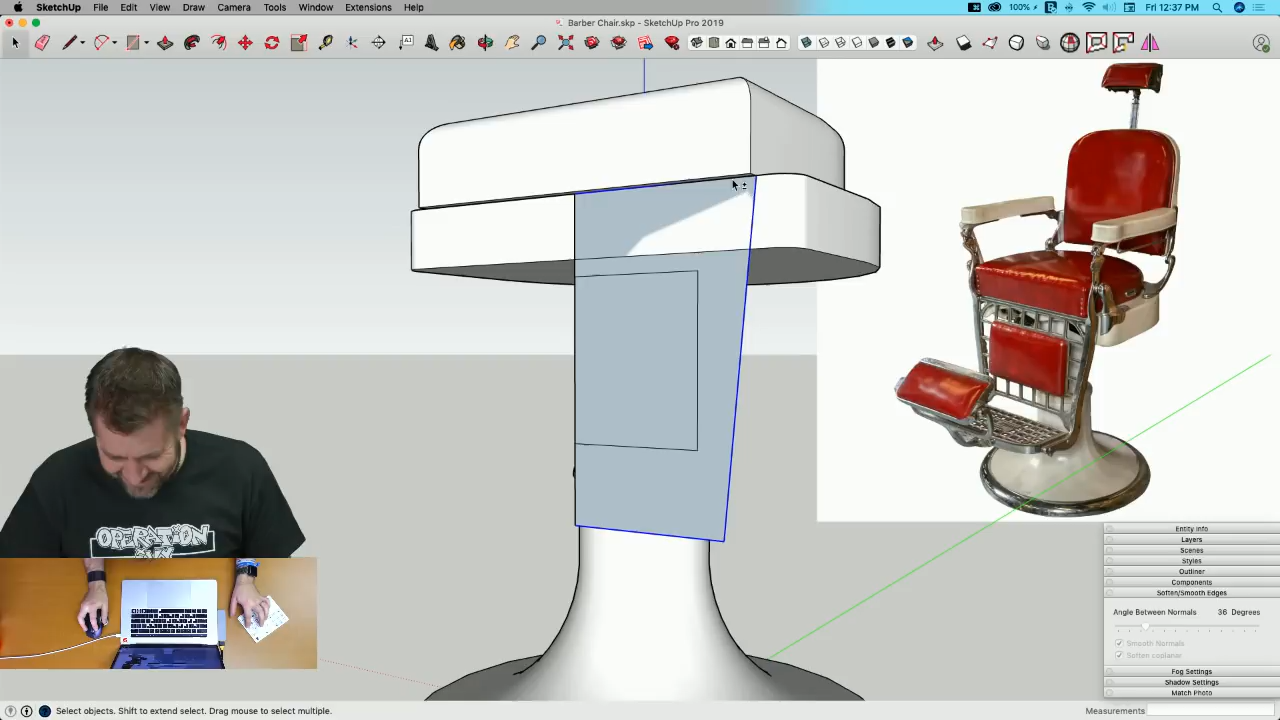 SketchUp File Edit View Draw Camera Tools Window Extensions Help 100% Fri 12:37 PM
Barber Chair.skp - SketchUp Pro 2019
OPERATION
Entity Info
Layers
Scenes
Styles
Outliner
Components
Soften/Smooth Edges
Angle Between Normals 36 Degrees
Smooth Normals
Soften coplanar
Fog Settings
Shadow Settings
Match Photo
Select objects. Shift to extend select. Drag mouse to select multiple. Measurements